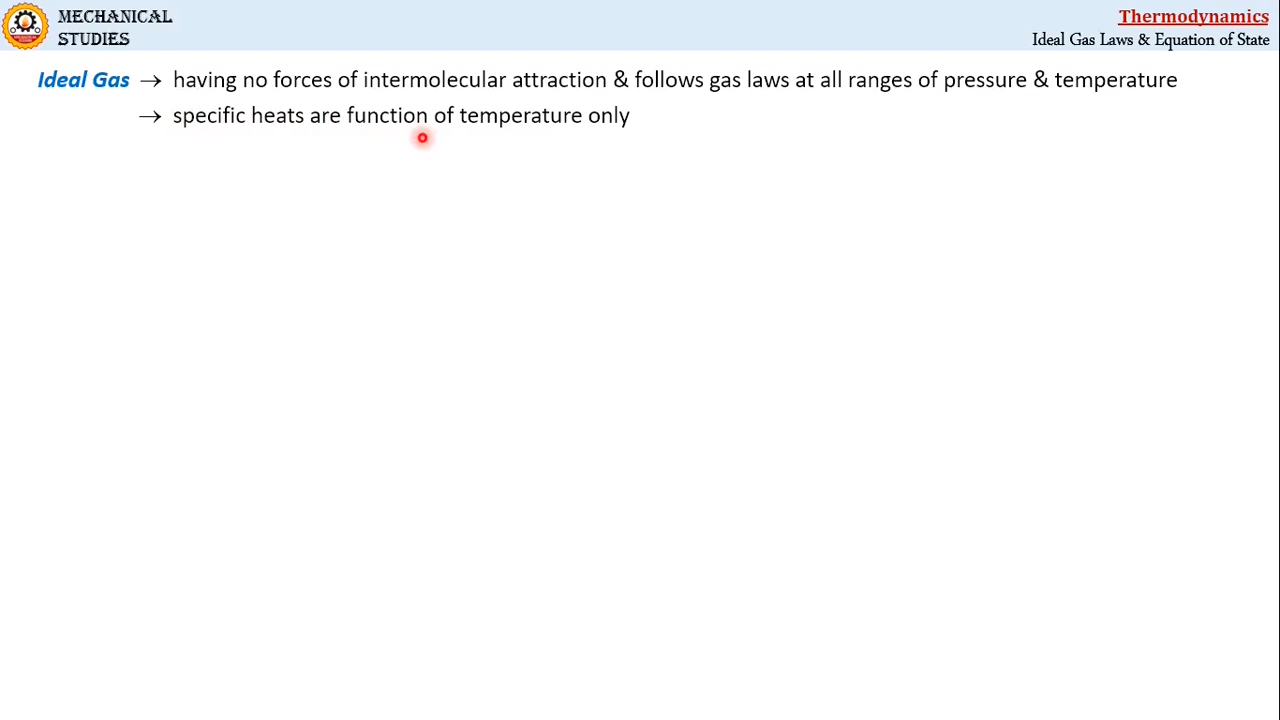 MECHANICAL
STUDIES
Thermodynamics
Ideal Gas Laws & Equation of State
Ideal Gas → having no forces of intermolecular attraction & follows gas laws at all ranges of pressure & temperature
→ specific heats are function of temperature only